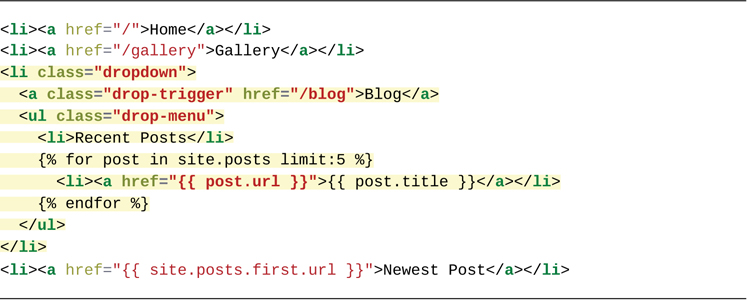 <li><a href="/">Home</a></li>
<li><a href="/gallery">Gallery</a></li>
<li class="dropdown">
  <a class="drop-trigger" href="/blog">Blog</a>
  <ul class="drop-menu">
    <li>Recent Posts</li>
    {% for post in site.posts limit:5 %}
      <li><a href="{{ post.url }}">{{ post.title }}</a></li>
    {% endfor %}
  </ul>
</li>
<li><a href="{{ site.posts.first.url }}">Newest Post</a></li>